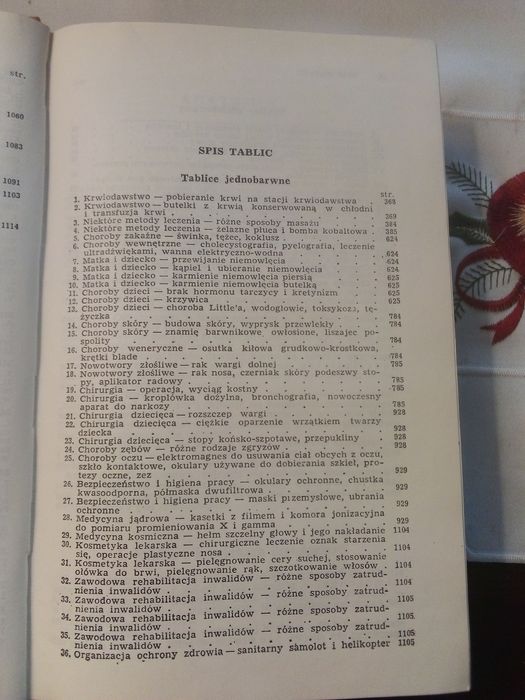 str.
1060
1083
1091
1103
1114
SPIS TABLIC
Tablice jednobarwne
str.
1. Krwiodawstwo — pobieranie krwi na stacji krwiodawstwa . 368
2. Krwiodawstwo — butelki z krwią konserwowaną w chłodni
i transfuzja krwi . . . . . . . . 369
3. Niektóre metody leczenia — różne sposoby masażu . . 384
4. Niektóre metody leczenia — żelazne płuca i bomba kobaltowa . 385
5. Choroby zakaźne — świnka, tężec, koklusz . . . . 624
6. Choroby wewnętrzne — cholecystografia, pyelografia, leczenie
ultradźwiękami, wanna elektryczno-wodna . . . . 624
7. Matka i dziecko — przewijanie niemowlęcia . . . . 624
8. Matka i dziecko — kąpiel i ubieranie niemowlęcia . . . 624
9. Matka i dziecko — karmienie niemowlęcia piersią . . . 625
10. Matka i dziecko — karmienie niemowlęcia butelką . . . 625
11. Choroby dzieci — brak hormonu tarczycy i kretynizm . . 625
12. Choroby dzieci — krzywica . . . . . . 625
13. Choroby dzieci — choroba Little'a, wodogłowie, toksykoza, tę-
życzka . . . . . . . . . 784
14. Choroby skóry — budowa skóry, wyprysk przewlekły . . 784
15. Choroby skóry — znamię barwnikowe, owłosione, liszajec po-
spolity . . . . . . . . . 784
16. Choroby weneryczne — osutka kiłowa grudkowo-krostkowa,
krętki blade . . . . . . . . 784
17. Nowotwory złośliwe — rak wargi dolnej . . . . 785
18. Nowotwory złośliwe — rak nosa, czerniak skóry podeszwy sto-
py, aplikator radowy . . . . . . . 785
19. Chirurgia — operacja, wyciąg kostny . . . . . 785
20. Chirurgia — kroplówka dożylna, bronchografia, nowoczesny
aparat do narkozy . . . . . . . 785
21. Chirurgia dziecięca — rozszczep wargi . . . . . 928
22. Chirurgia dziecięca — ciężkie oparzenie wrzątkiem twarzy
dziecka . . . . . . . . . 928
23. Chirurgia dziecięca — stopy końsko-szpotawe, przepukliny . 928
24. Choroby zębów — różne rodzaje zgryzów . . . . 928
25. Choroby oczu — elektromagnes do usuwania ciał obcych z oczu,
szkło kontaktowe, okulary używane do dobierania szkieł, pro-
tezy oczne, zez . . . . . . . . 929
26. Bezpieczeństwo i higiena pracy — okulary ochronne, chustka
kwasoodporna, półmaska dwufiltrowa . . . . . 929
27. Bezpieczeństwo i higiena pracy — maski przemysłowe, ubrania
ochronne . . . . . . . . . 929
28. Medycyna jądrowa — kasetki z filmem i komora jonizacyjna
do pomiaru promieniowania X i gamma . . . . 929
29. Medycyna kosmiczna — hełm szczelny głowy i jego nakładanie 1104
30. Kosmetyka lekarska — chirurgiczne leczenie oznak starzenia
się, operacje plastyczne nosa . . . . . . 1104
31. Kosmetyka lekarska — pielęgnowanie cery suchej, stosowanie
ołówka do brwi, pielęgnowanie rąk, szczotkowanie włosów . 1104
32. Zawodowa rehabilitacja inwalidów — różne sposoby zatrud-
nienia inwalidów . . . . . . . 1104
33. Zawodowa rehabilitacja inwalidów — różne sposoby zatrud-
nienia inwalidów . . . . . . . 1105
34. Zawodowa rehabilitacja inwalidów — różne sposoby zatrud-
nienia inwalidów . . . . . . . 1105
35. Zawodowa rehabilitacja inwalidów — różne sposoby zatrud-
nienia inwalidów . . . . . . . 1105
36. Organizacja ochrony zdrowia — sanitarny samolot i helikopter 1105